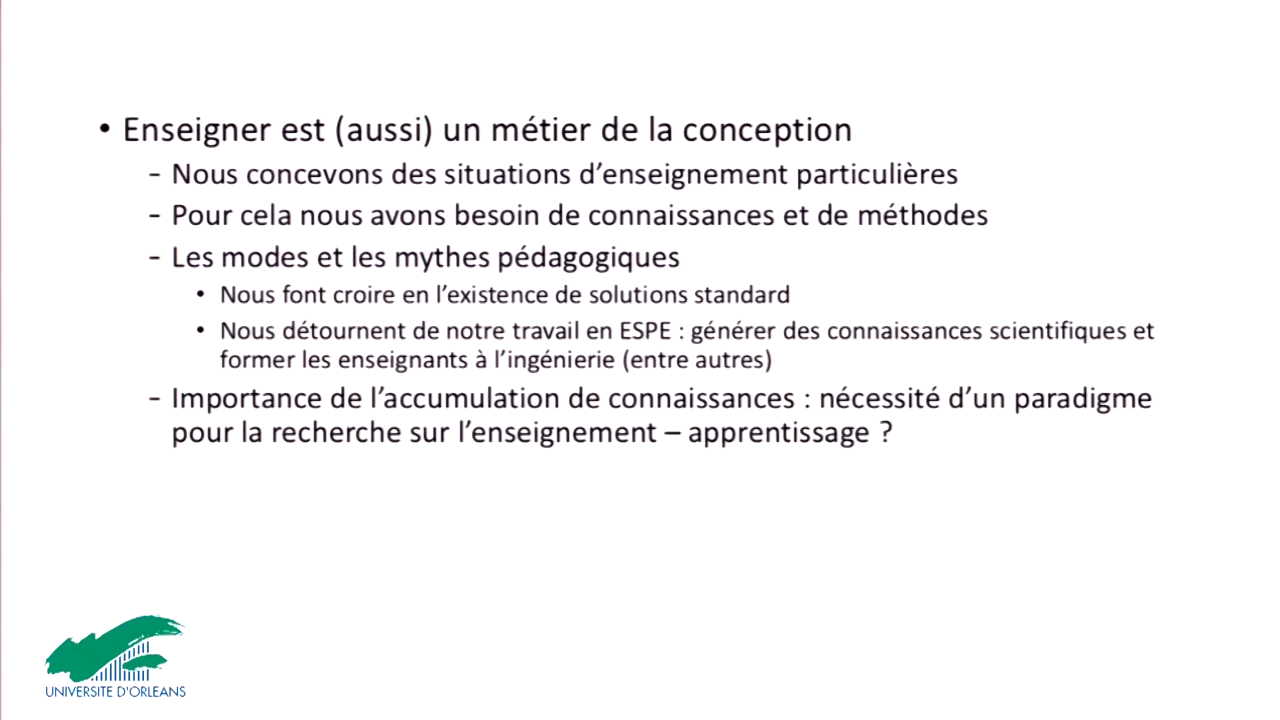 • Enseigner est (aussi) un métier de la conception
- Nous concevons des situations d’enseignement particulières
- Pour cela nous avons besoin de connaissances et de méthodes
- Les modes et les mythes pédagogiques
• Nous font croire en l’existence de solutions standard
• Nous détournent de notre travail en ESPE : générer des connaissances scientifiques et
former les enseignants à l’ingénierie (entre autres)
- Importance de l’accumulation de connaissances : nécessité d’un paradigme
pour la recherche sur l’enseignement – apprentissage ?
UNIVERSITE D'ORLEANS